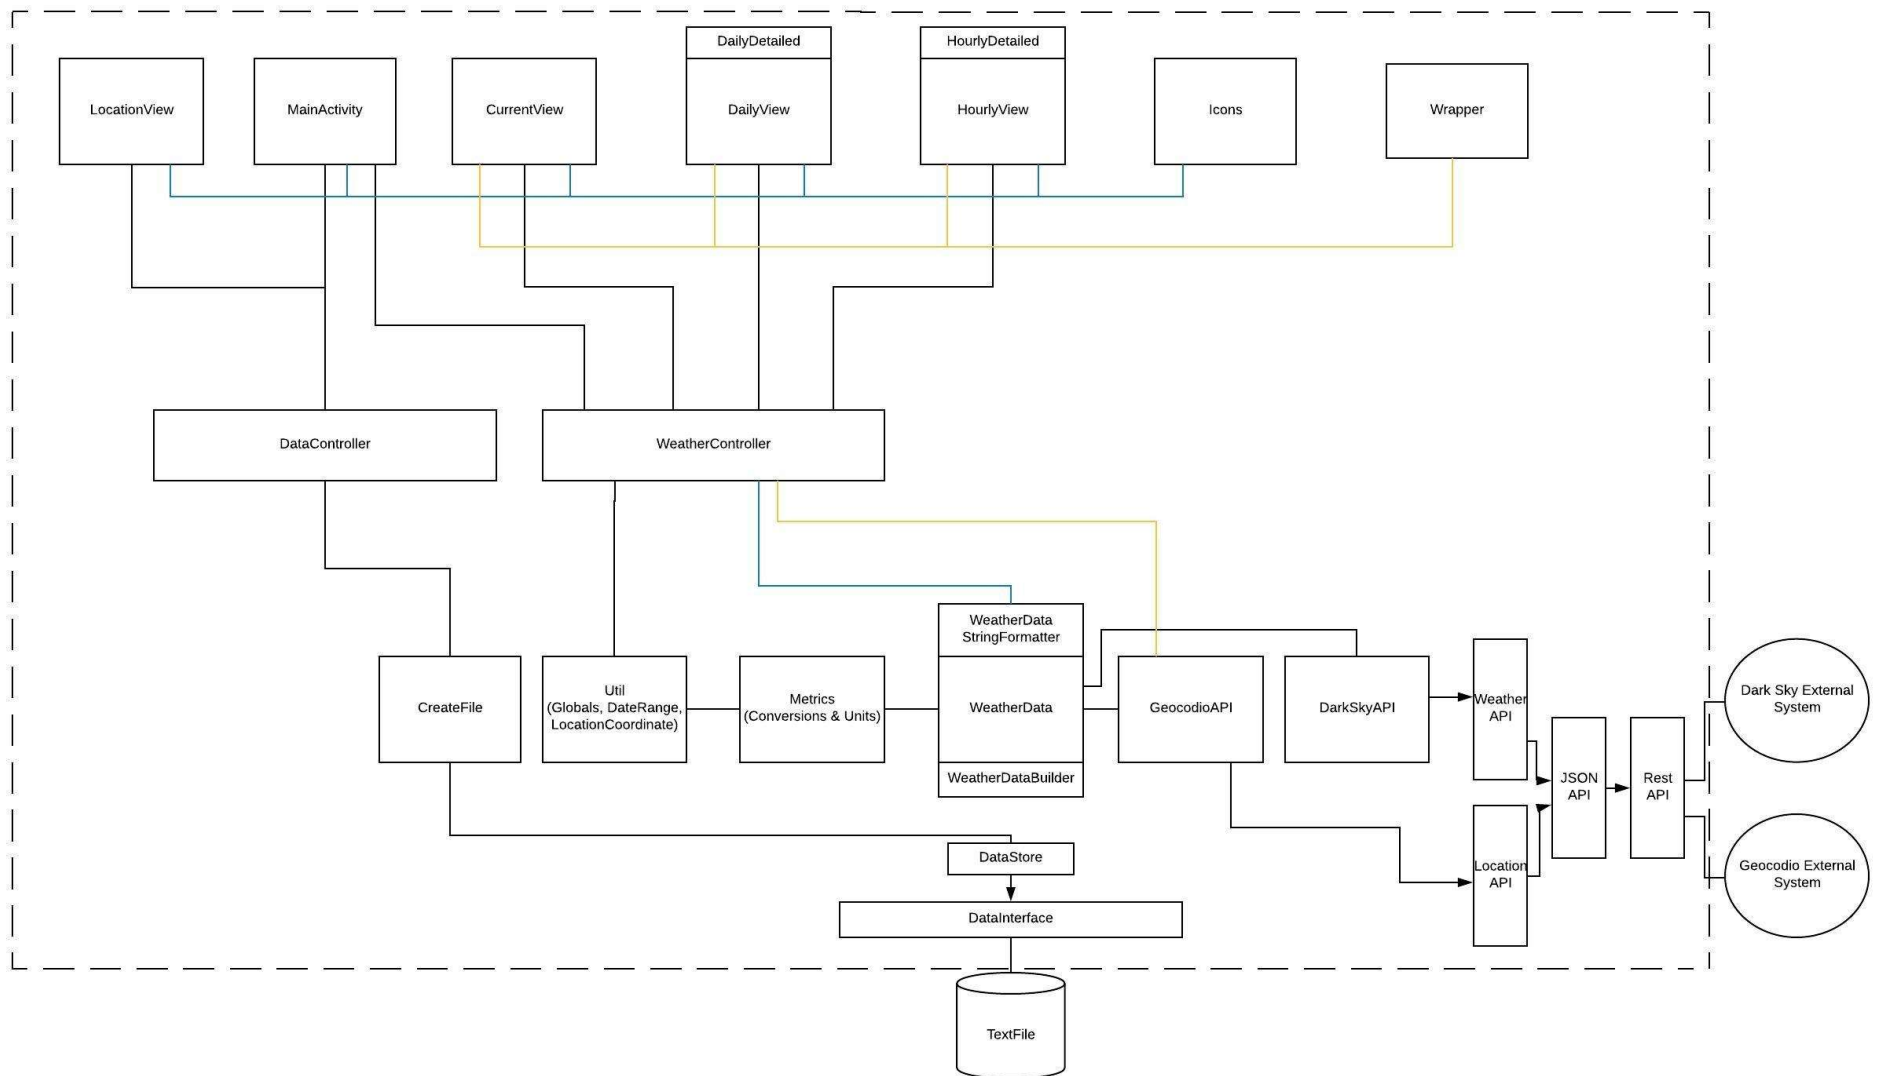 DailyDetailed
HourlyDetailed
LocationView
MainActivity
CurrentView
DailyView
HourlyView
Icons
Wrapper
DataController
WeatherController
WeatherData
StringFormatter
CreateFile
Util
(Globals, DateRange,
LocationCoordinate)
Metrics
(Conversions & Units)
WeatherData
WeatherDataBuilder
GeocodioAPI
DarkSkyAPI
Weather
API
Location
API
JSON
API
Rest
API
Dark Sky External
System
Geocodio External
System
DataStore
DataInterface
TextFile